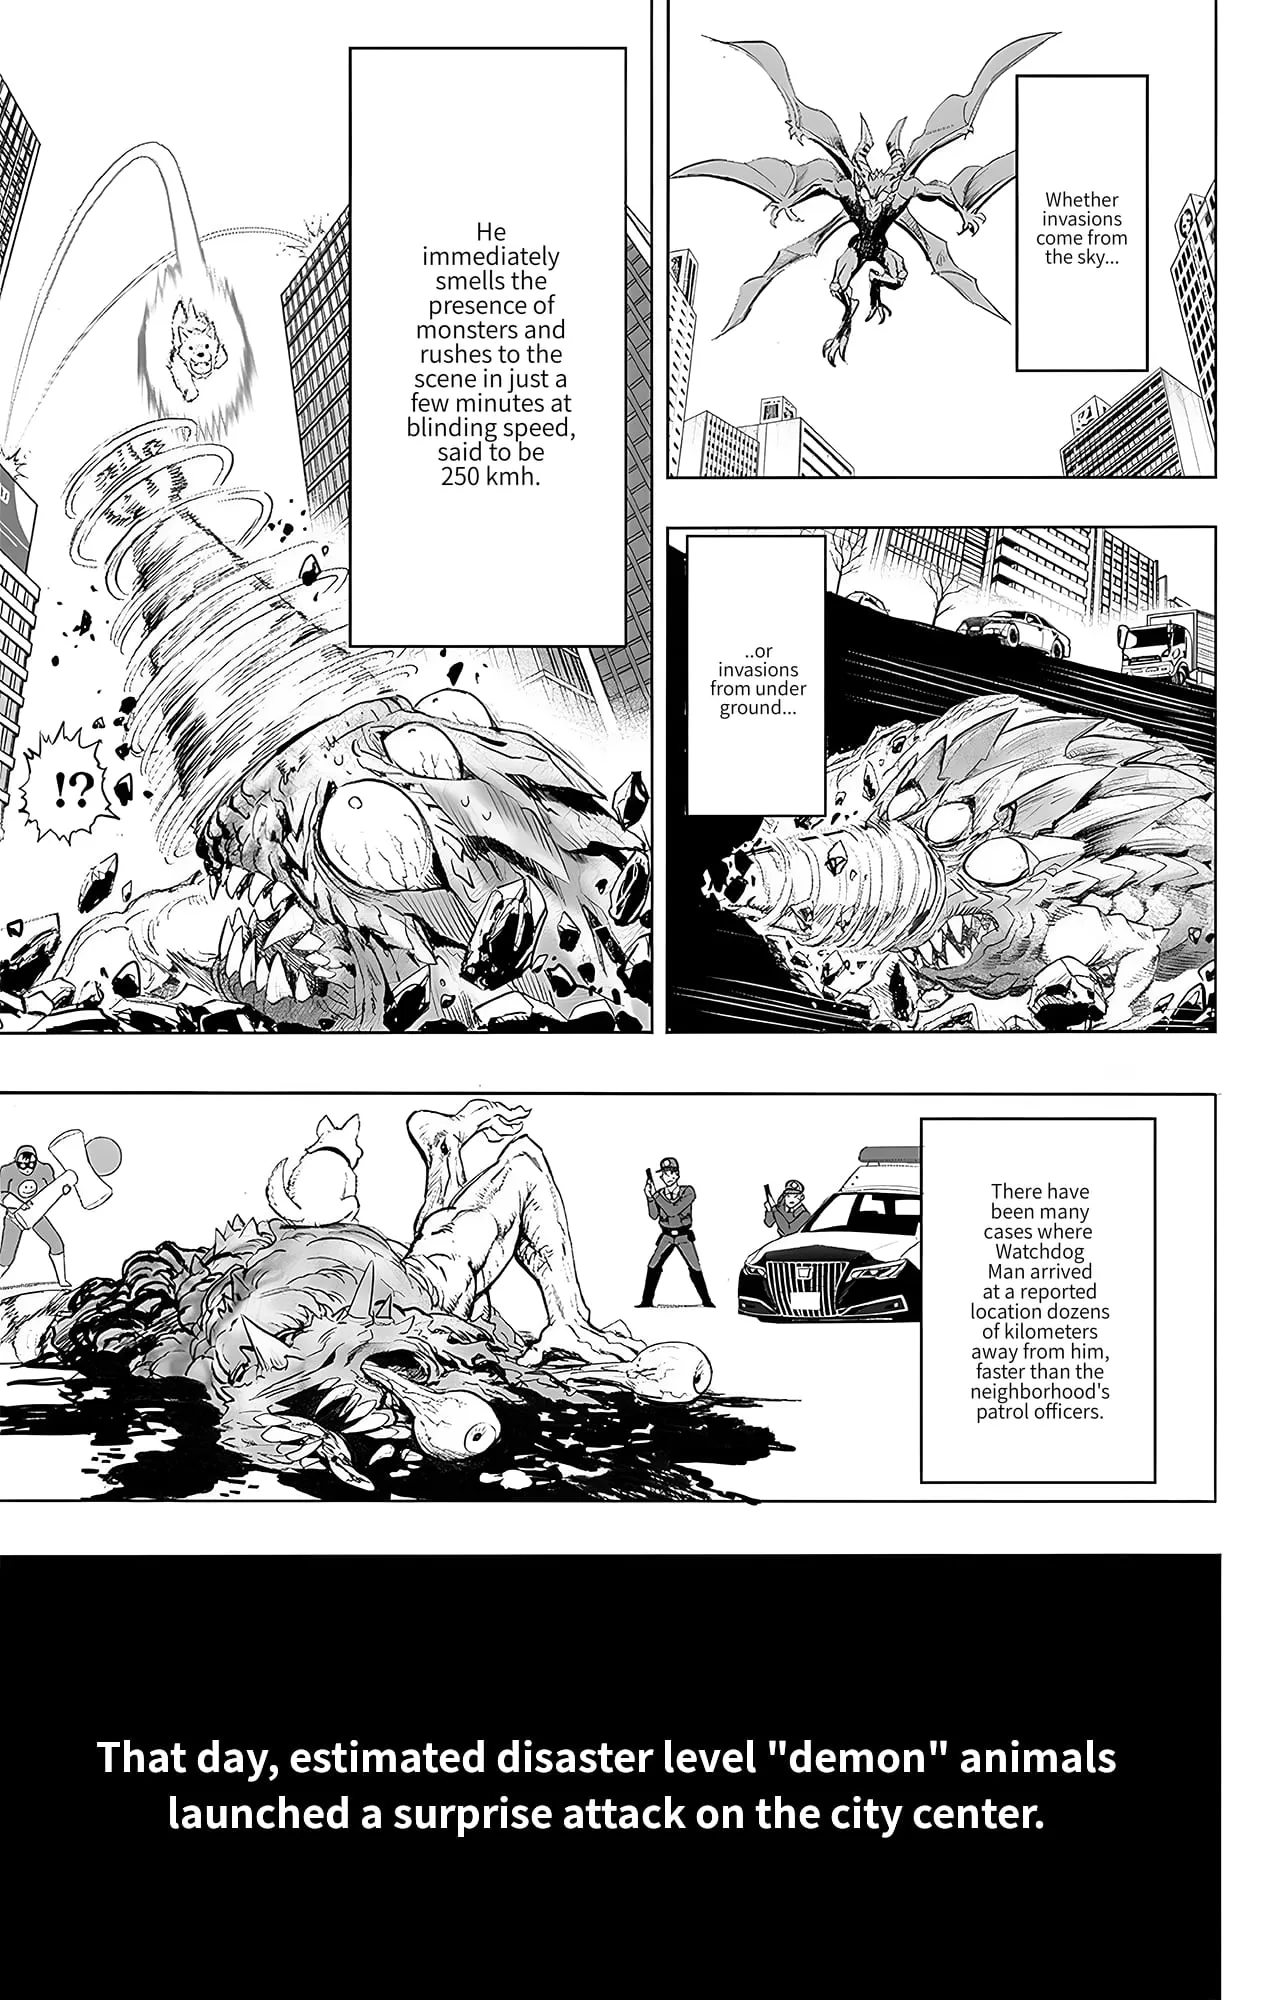 Whether
invasions
come from
the sky...
..or
invasions
from under
ground...
He
immediately
smells the
presence of
monsters and
rushes to the
scene in just a
few minutes at
blinding speed,
said to be
250 kmh.
!?
There have
been many
cases where
Watchdog
Man arrived
at a reported
location dozens
of kilometers
away from him,
faster than the
neighborhood's
patrol officers.
That day, estimated disaster level "demon" animals
launched a surprise attack on the city center.